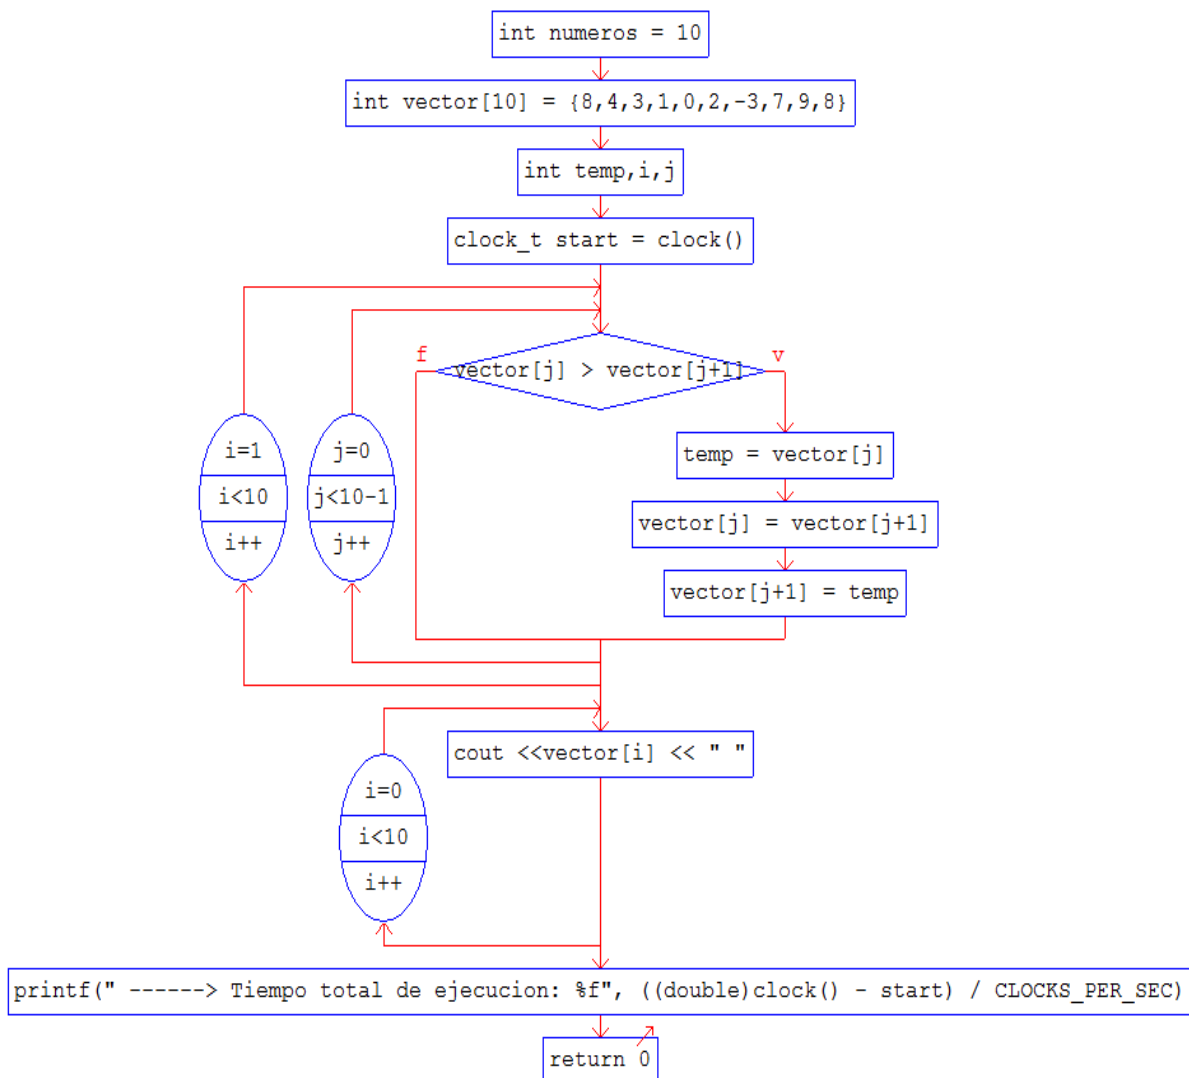 int numeros = 10
int vector[10] = {8,4,3,1,0,2,-3,7,9,8}
int temp,i,j
clock_t start = clock()
f
v
vector[j] > vector[j+1]
i=1
i<10
i++
j=0
j<10-1
j++
temp = vector[j]
vector[j] = vector[j+1]
vector[j+1] = temp
cout <<vector[i] << " "
i=0
i<10
i++
printf(" ------> Tiempo total de ejecucion: %f", ((double)clock() - start) / CLOCKS_PER_SEC)
return 0